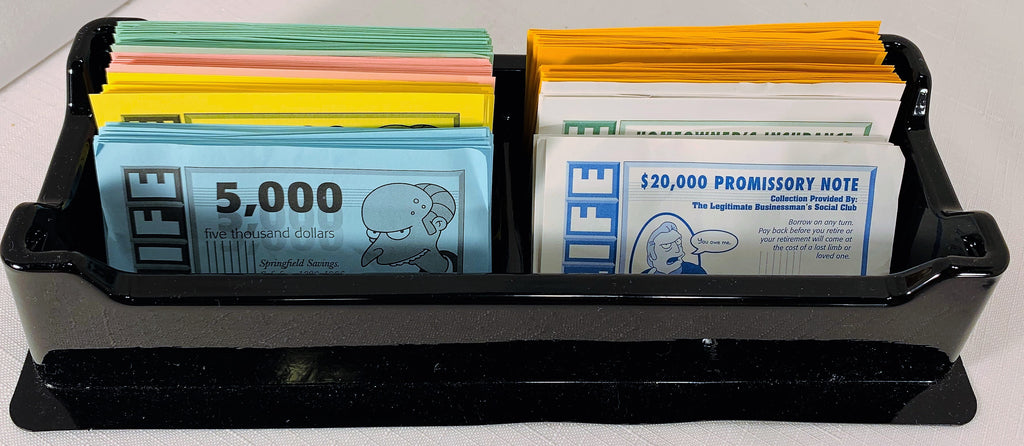 LIFE
5,000
five thousand dollars
Springfield Savings.
LIFE
HOMEOWNER'S INSURANCE
$20,000 PROMISSORY NOTE
Collection Provided By:
The Legitimate Businessman's Social Club
Borrow on any turn.
Pay back before you retire or
your retirement will come at
the cost of a lost limb or
loved one.
You owe me.